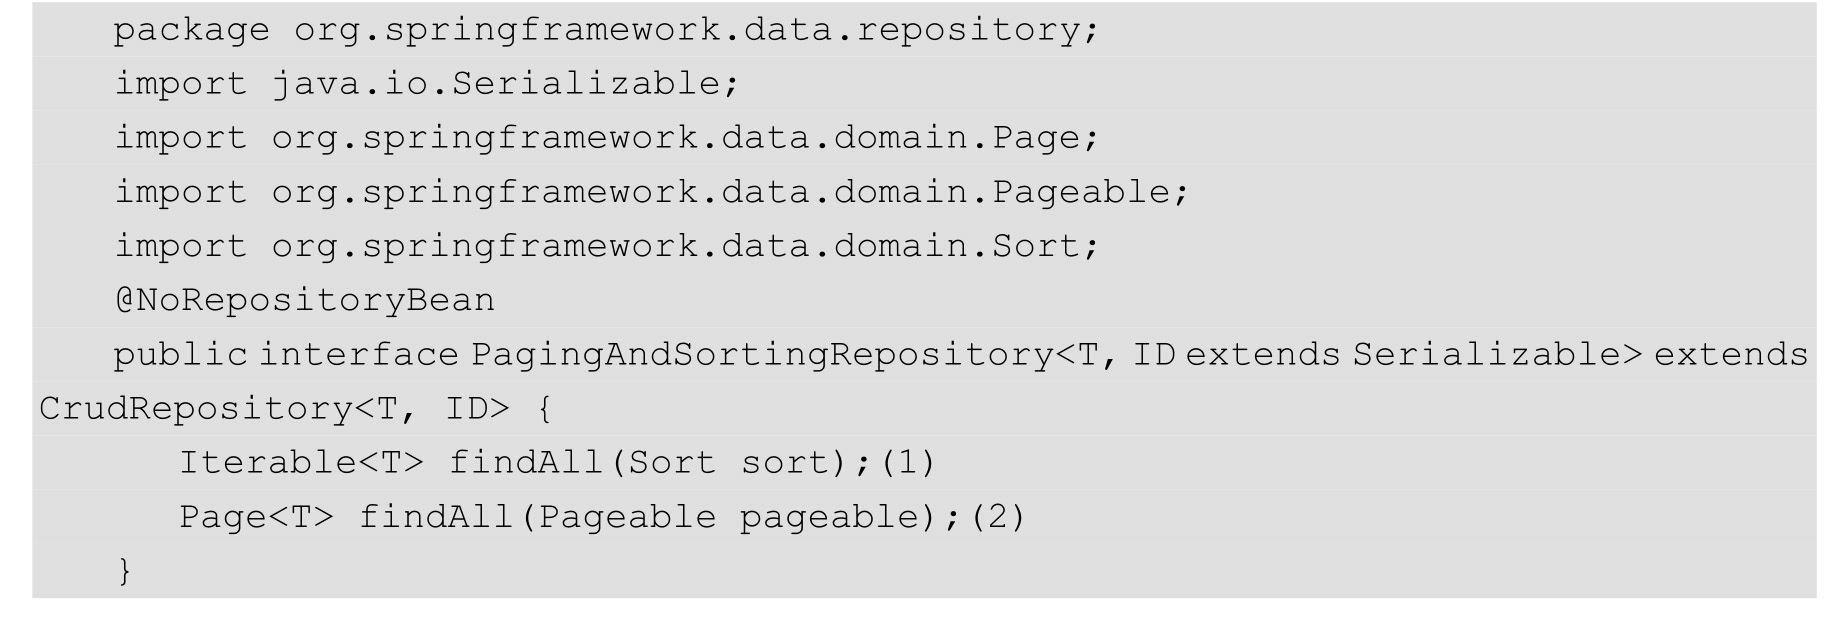 package org.springframework.data.repository;
import java.io.Serializable;
import org.springframework.data.domain.Page;
import org.springframework.data.domain.Pageable;
import org.springframework.data.domain.Sort;
@NoRepositoryBean
public interface PagingAndSortingRepository<T, ID extends Serializable> extends
CrudRepository<T, ID> {
Iterable<T> findAll(Sort sort);(1)
Page<T> findAll(Pageable pageable);(2)
}